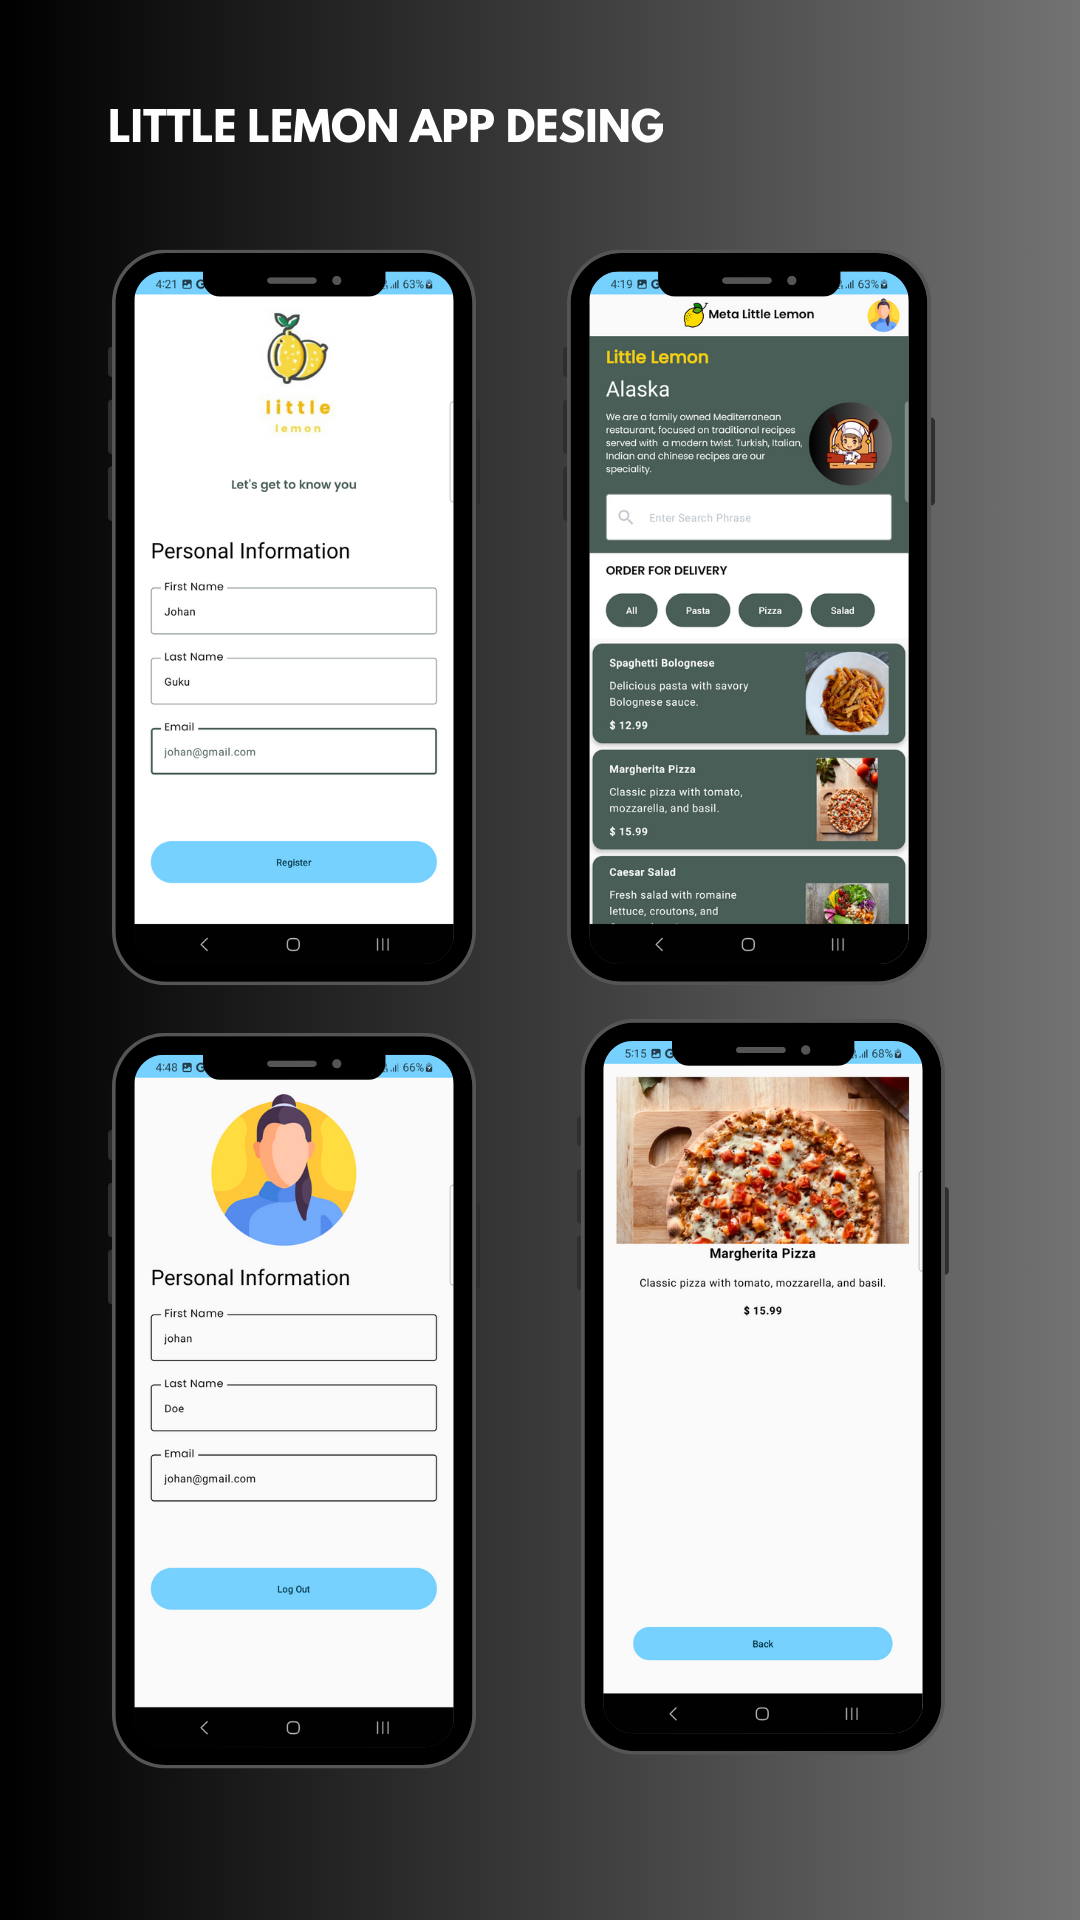 LITTLE LEMON APP DESING
4:21
63%
little
lemon
Let's get to know you
Personal Information
First Name
Johan
Last Name
Guku
Email
johan@gmail.com
Register
4:19
63%
Meta Little Lemon
Little Lemon
Alaska
We are a family owned Mediterranean
restaurant, focused on traditional recipes
served with a modern twist. Turkish, Italian,
Indian and chinese recipes are our
speciality.
Enter Search Phrase
ORDER FOR DELIVERY
All
Pasta
Pizza
Salad
Spaghetti Bolognese
Delicious pasta with savory
Bolognese sauce.
$ 12.99
Margherita Pizza
Classic pizza with tomato,
mozzarella, and basil.
$ 15.99
Caesar Salad
Fresh salad with romaine
lettuce, croutons, and
4:48
66%
Personal Information
First Name
johan
Last Name
Doe
Email
johan@gmail.com
Log Out
5:15
68%
Margherita Pizza
Classic pizza with tomato, mozzarella, and basil.
$ 15.99
Back